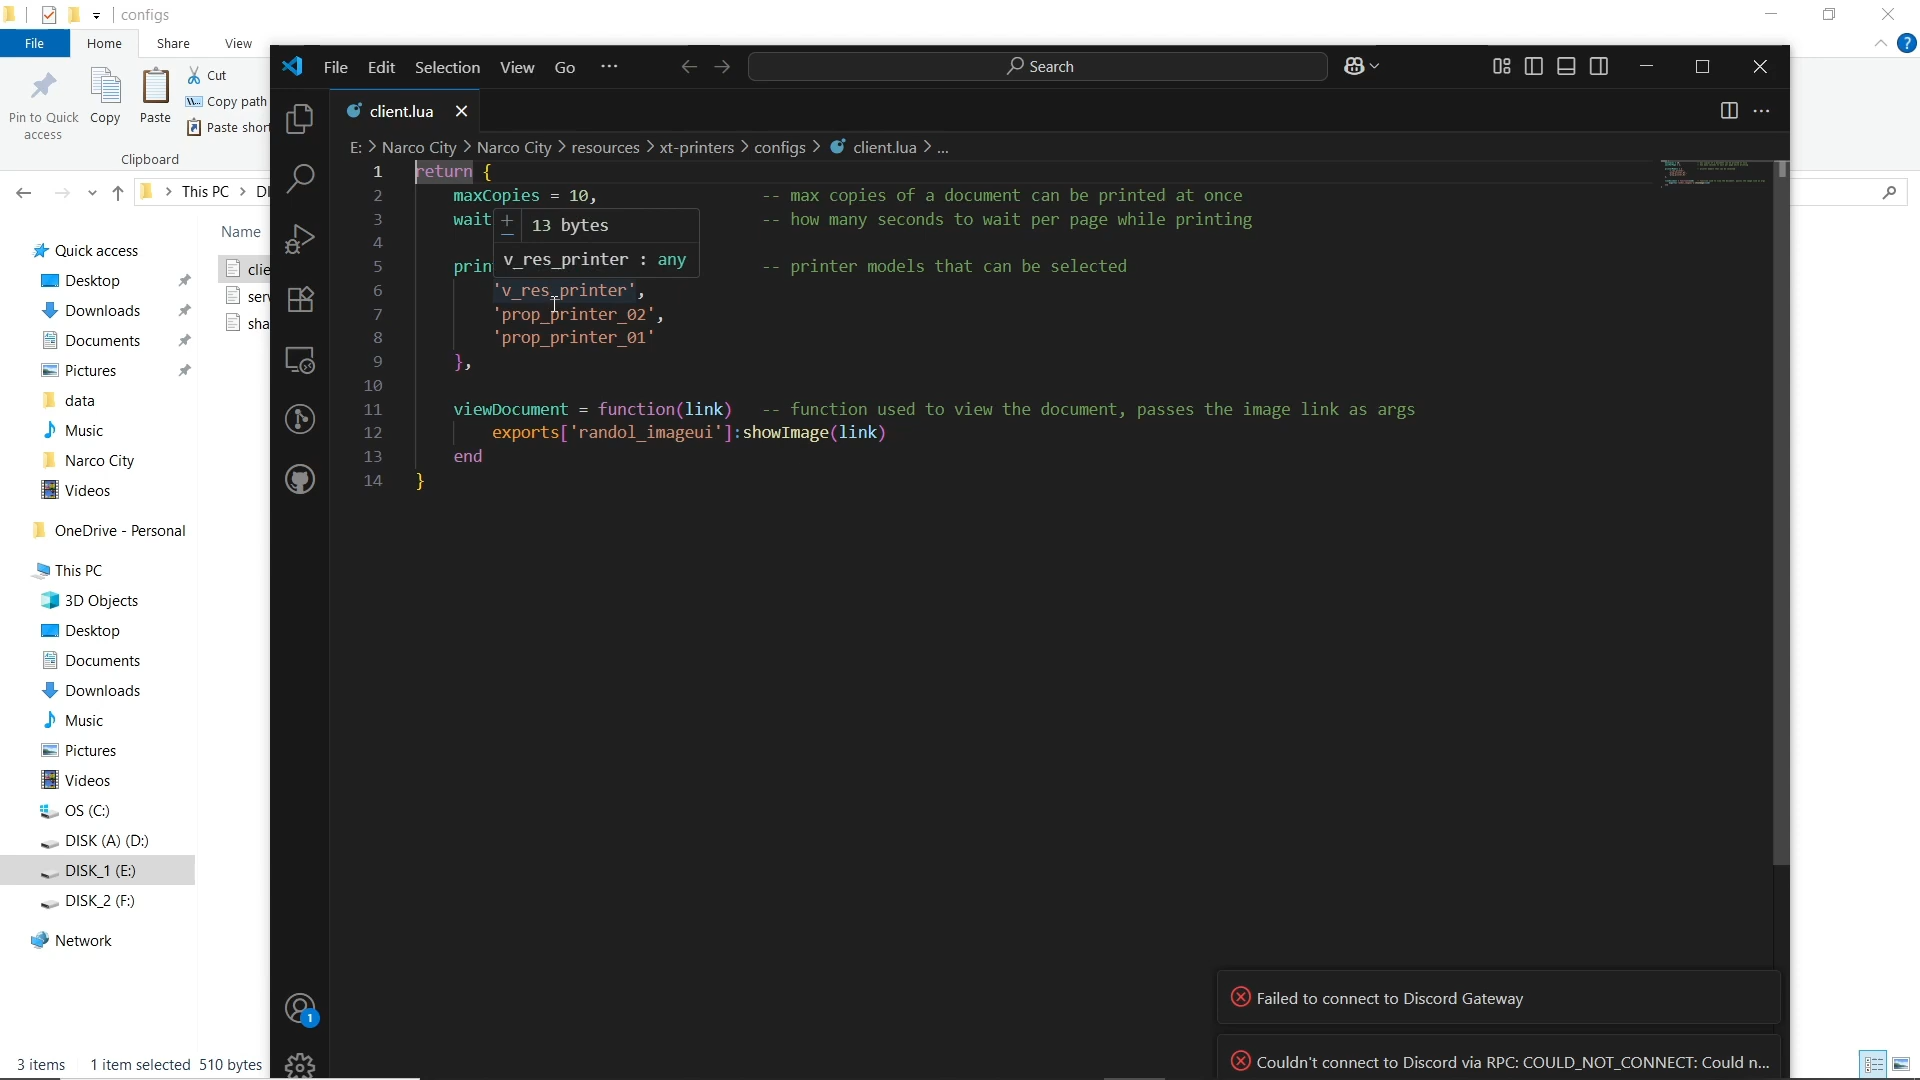 configs
File Home Share View
Pin to Quick access
Copy
Paste
Cut
Copy path
Paste short
Clipboard
This PC
Name
Quick access
Desktop
Downloads
Documents
Pictures
data
Music
Narco City
Videos
OneDrive - Personal
This PC
3D Objects
Desktop
Documents
Downloads
Music
Pictures
Videos
OS (C:)
DISK (A) (D:)
DISK_1 (E:)
DISK_2 (F:)
Network
3 items 1 item selected 510 bytes
clie
ser
sha
File Edit Selection View Go ···
Search
client.lua
E: > Narco City > Narco City > resources > xt-printers > configs > client.lua > ...
1 return {
2 maxCopies = 10, -- max copies of a document can be printed at once
3 wait -- how many seconds to wait per page while printing
+ 13 bytes
4
v_res_printer : any
5 prin -- printer models that can be selected
6 'v_res_printer',
7 'prop_printer_02',
8 'prop_printer_01'
9 },
10
11 viewDocument = function(link) -- function used to view the document, passes the image link as args
12 exports['randol_imageui']:showImage(link)
13 end
14 }
1
Failed to connect to Discord Gateway
Couldn't connect to Discord via RPC: COULD_NOT_CONNECT: Could n...